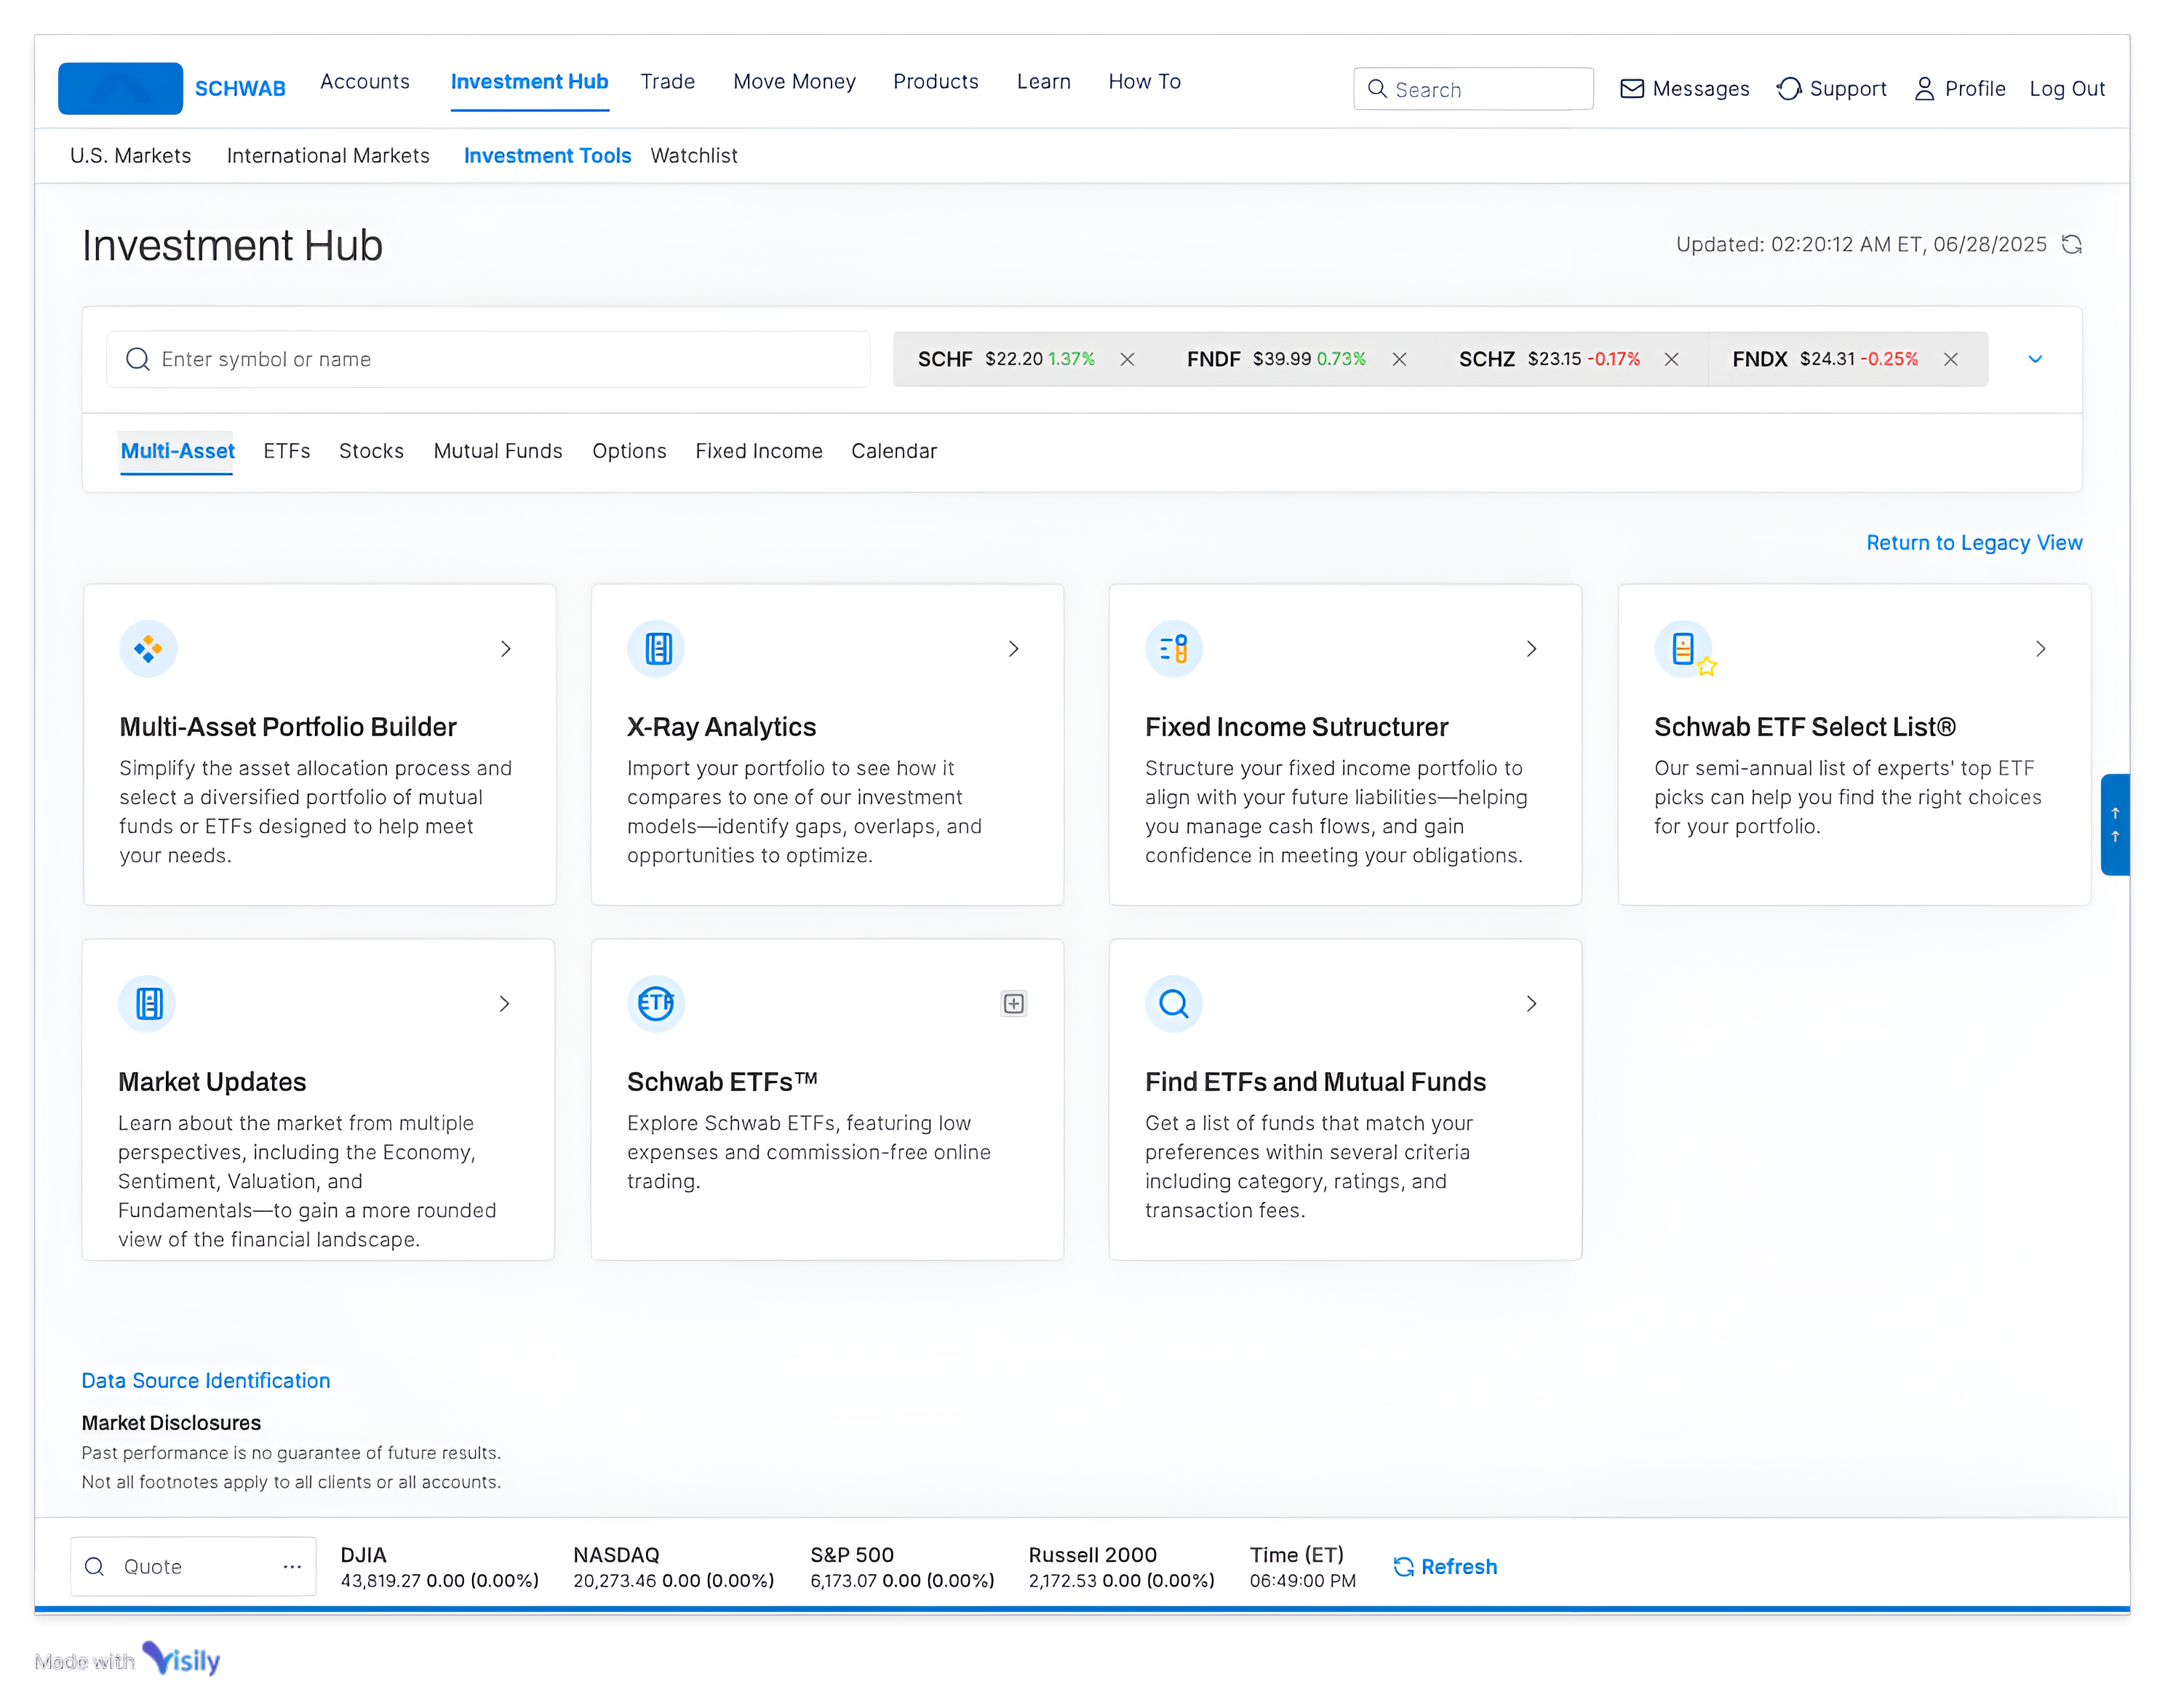 SCHWAB Accounts Investment Hub Trade Move Money Products Learn How To Search Messages Support Profile Log Out
U.S. Markets International Markets Investment Tools Watchlist
Investment Hub
Updated: 02:20:12 AM ET, 06/28/2025
Enter symbol or name
SCHF $22.20 1.37% FNDF $39.99 0.73% SCHZ $23.15 -0.17% FNDX $24.31 -0.25%
Multi-Asset ETFs Stocks Mutual Funds Options Fixed Income Calendar
Return to Legacy View
Multi-Asset Portfolio Builder
Simplify the asset allocation process and
select a diversified portfolio of mutual
funds or ETFs designed to help meet
your needs.
X-Ray Analytics
Import your portfolio to see how it
compares to one of our investment
models—identify gaps, overlaps, and
opportunities to optimize.
Fixed Income Sutructurer
Structure your fixed income portfolio to
align with your future liabilities—helping
you manage cash flows, and gain
confidence in meeting your obligations.
Schwab ETF Select List®
Our semi-annual list of experts' top ETF
picks can help you find the right choices
for your portfolio.
Market Updates
Learn about the market from multiple
perspectives, including the Economy,
Sentiment, Valuation, and
Fundamentals—to gain a more rounded
view of the financial landscape.
ETF
Schwab ETFs™
Explore Schwab ETFs, featuring low
expenses and commission-free online
trading.
Find ETFs and Mutual Funds
Get a list of funds that match your
preferences within several criteria
including category, ratings, and
transaction fees.
Data Source Identification
Market Disclosures
Past performance is no guarantee of future results.
Not all footnotes apply to all clients or all accounts.
Quote
DJIA
43,819.27 0.00 (0.00%)
NASDAQ
20,273.46 0.00 (0.00%)
S&P 500
6,173.07 0.00 (0.00%)
Russell 2000
2,172.53 0.00 (0.00%)
Time (ET)
06:49:00 PM
Refresh
Made with Visily